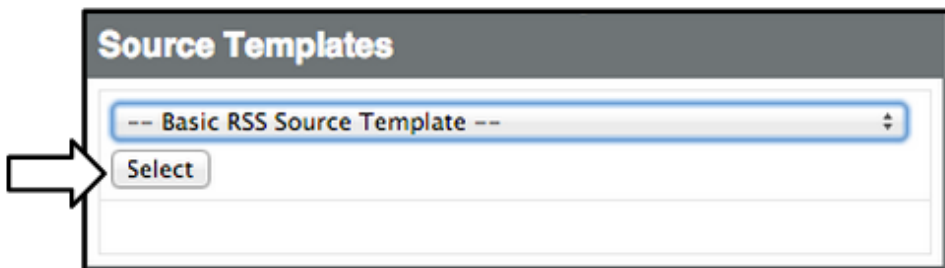 Source Templates
-- Basic RSS Source Template --
Select